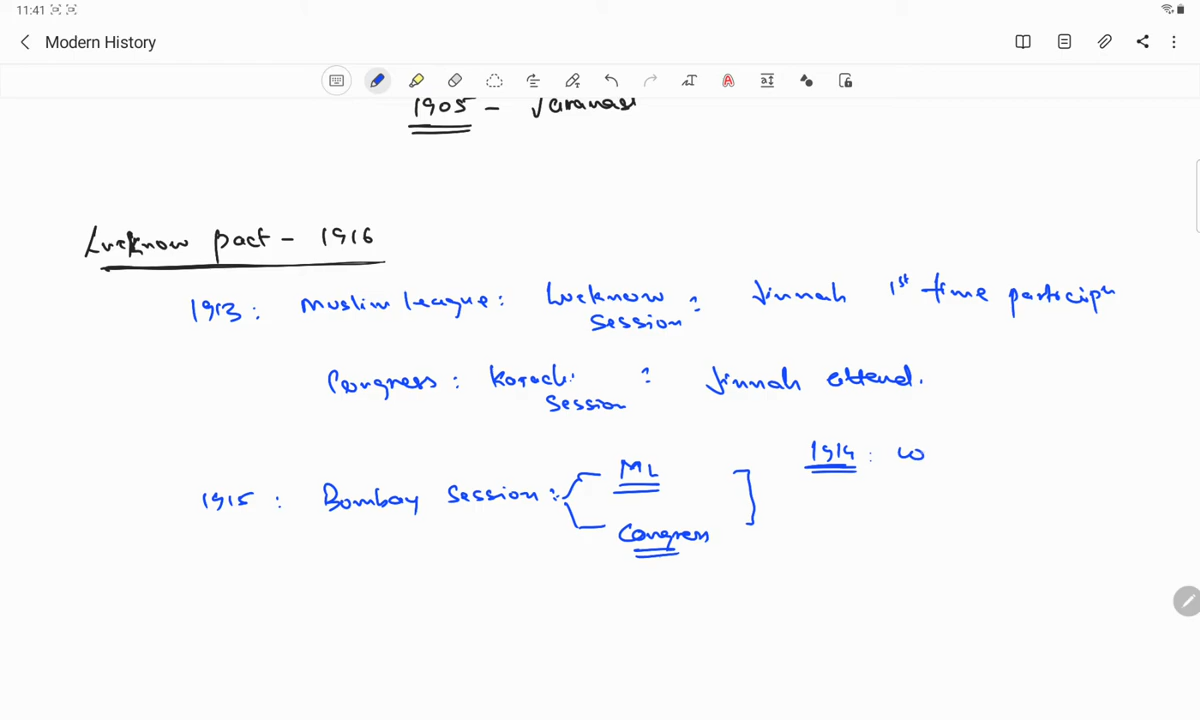 11:41
Modern History
1905 - Varanasi
Lucknow pact - 1916
1913 : Muslim league : Lucknow Session : Jinnah 1st time particip
Congress : Karachi Session : Jinnah attend.
1914 : w
1915 : Bombay Session :
ML
Congress